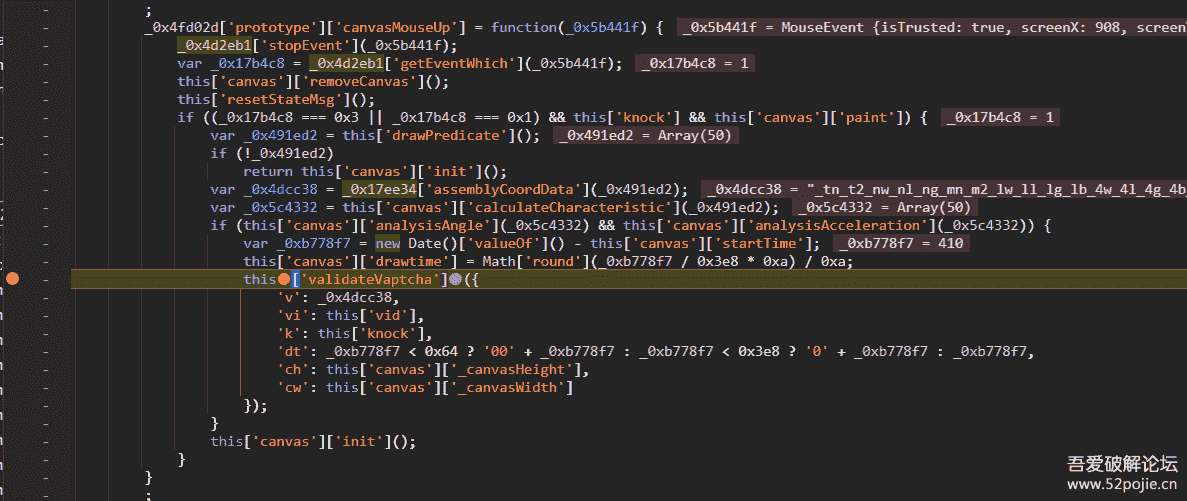 ;
_0x4fd02d['prototype']['canvasMouseUp'] = function(_0x5b441f) { _0x5b441f = MouseEvent {isTrusted: true, screenX: 908, screen
_0x4d2eb1['stopEvent'](_0x5b441f);
var _0x17b4c8 = _0x4d2eb1['getEventWhich'](_0x5b441f); _0x17b4c8 = 1
this['canvas']['removeCanvas']();
this['resetStateMsg']();
if ((_0x17b4c8 === 0x3 || _0x17b4c8 === 0x1) && this['knock'] && this['canvas']['paint']) { _0x17b4c8 = 1
var _0x491ed2 = this['drawPredicate'](); _0x491ed2 = Array(50)
if (!_0x491ed2)
return this['canvas']['init']();
var _0x4dcc38 = _0x17ee34['assemblyCoordData'](_0x491ed2); _0x4dcc38 = "_tn_t2_nw_nl_ng_mn_m2_lw_ll_lg_lb_4w_4l_4g_4b
var _0x5c4332 = this['canvas']['calculateCharacteristic'](_0x491ed2); _0x5c4332 = Array(50)
if (this['canvas']['analysisAngle'](_0x5c4332) && this['canvas']['analysisAcceleration'](_0x5c4332)) {
var _0xb778f7 = new Date()['valueOf']() - this['canvas']['startTime']; _0xb778f7 = 410
this['canvas']['drawtime'] = Math['round'](_0xb778f7 / 0x3e8 * 0xa) / 0xa;
this['validateVaptcha']({
'v': _0x4dcc38,
'vi': this['vid'],
'k': this['knock'],
'dt': _0xb778f7 < 0x64 ? '00' + _0xb778f7 : _0xb778f7 < 0x3e8 ? '0' + _0xb778f7 : _0xb778f7,
'ch': this['canvas']['_canvasHeight'],
'cw': this['canvas']['_canvasWidth']
});
}
this['canvas']['init']();
}
}
;
吾爱破解论坛
www.52pojie.cn